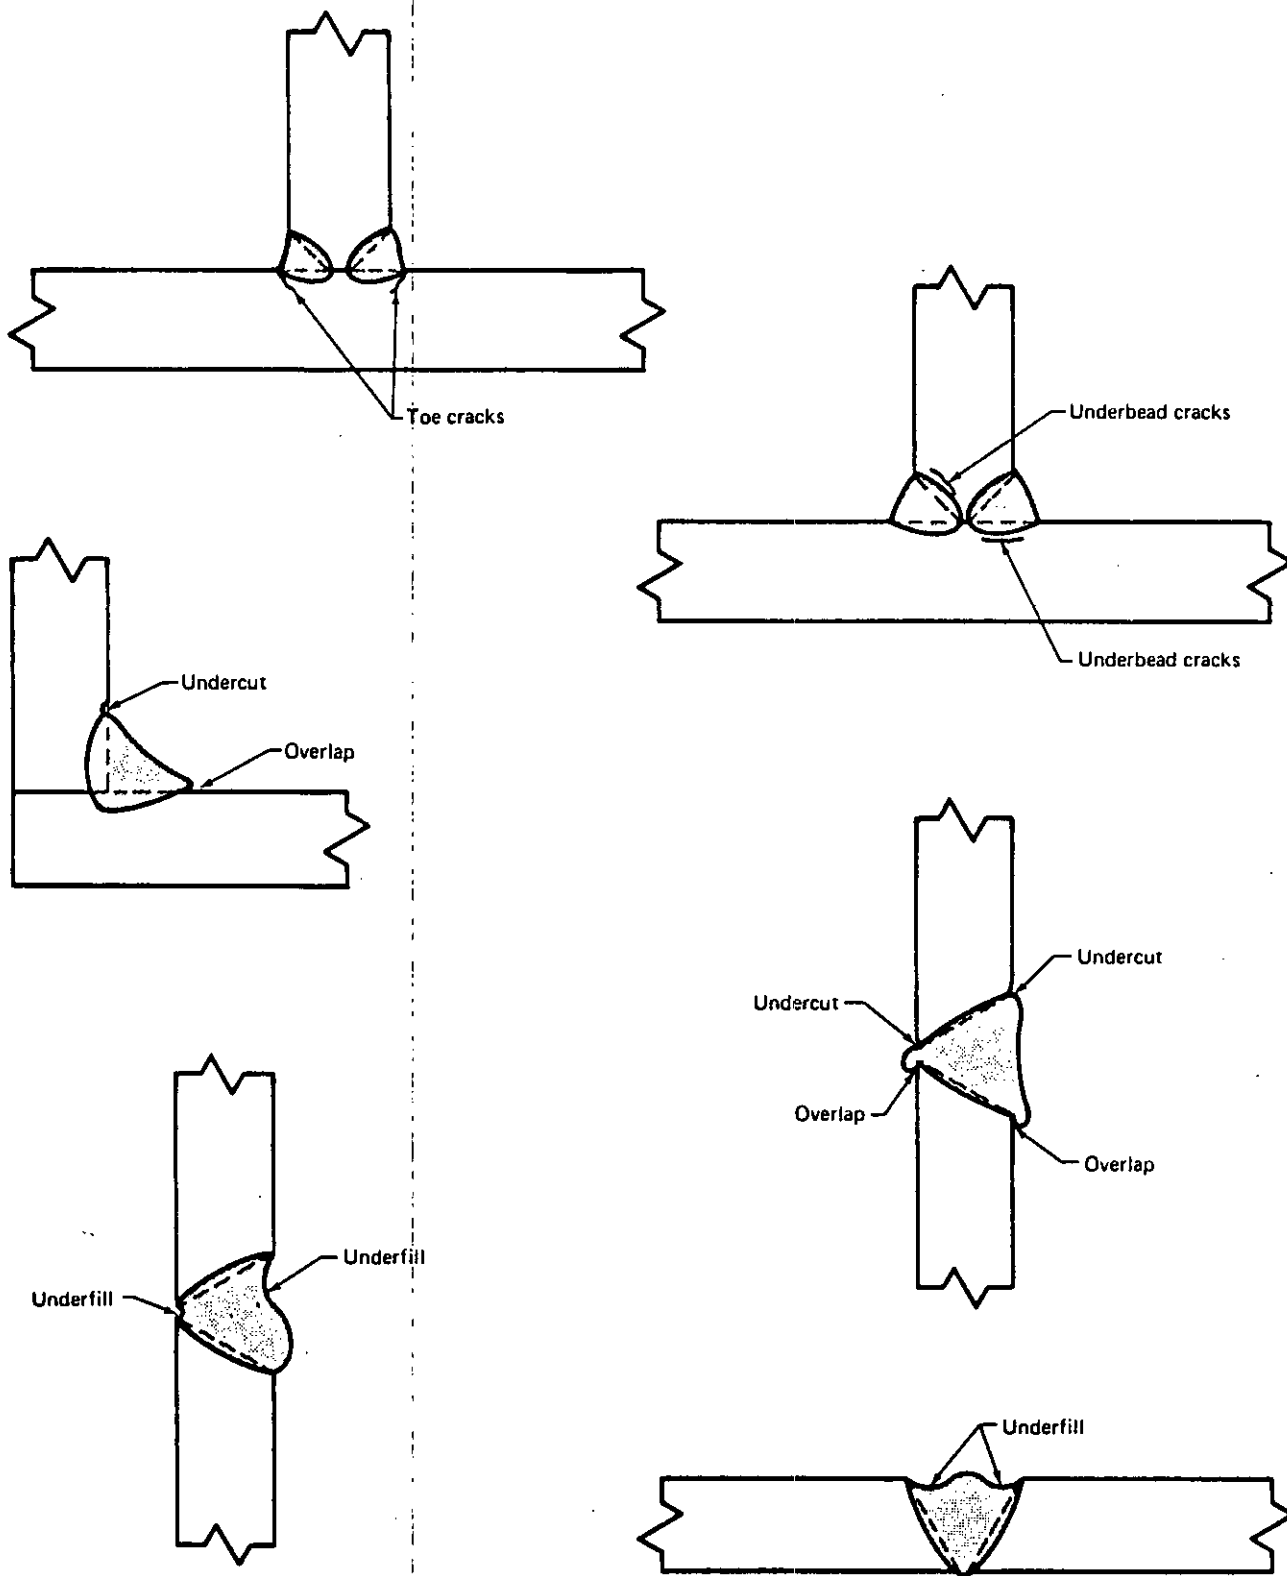 Toe cracks
Underbead cracks
Underbead cracks
Undercut
Overlap
Undercut
Undercut
Overlap
Overlap
Underfill
Underfill
Underfill